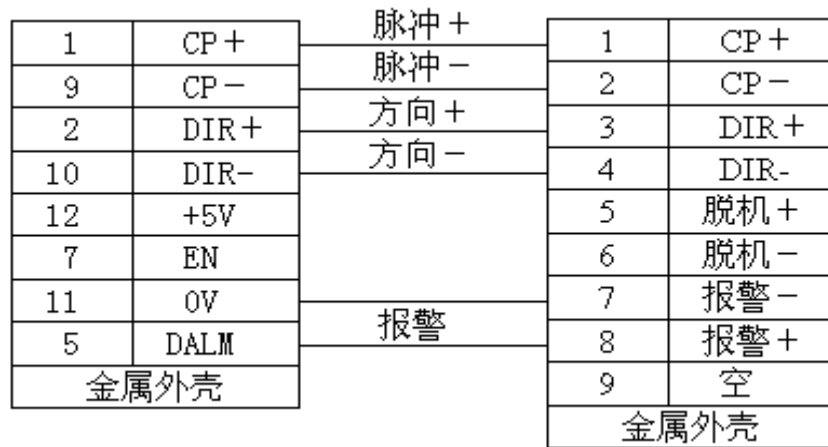 1 CP+ 脉冲+ 1 CP+
9 CP- 脉冲- 2 CP-
2 DIR+ 方向+ 3 DIR+
10 DIR- 方向- 4 DIR-
12 +5V 5 脱机+
7 EN 6 脱机-
11 0V 7 报警-
5 DALM 报警 8 报警+
金属外壳 9 空
金属外壳